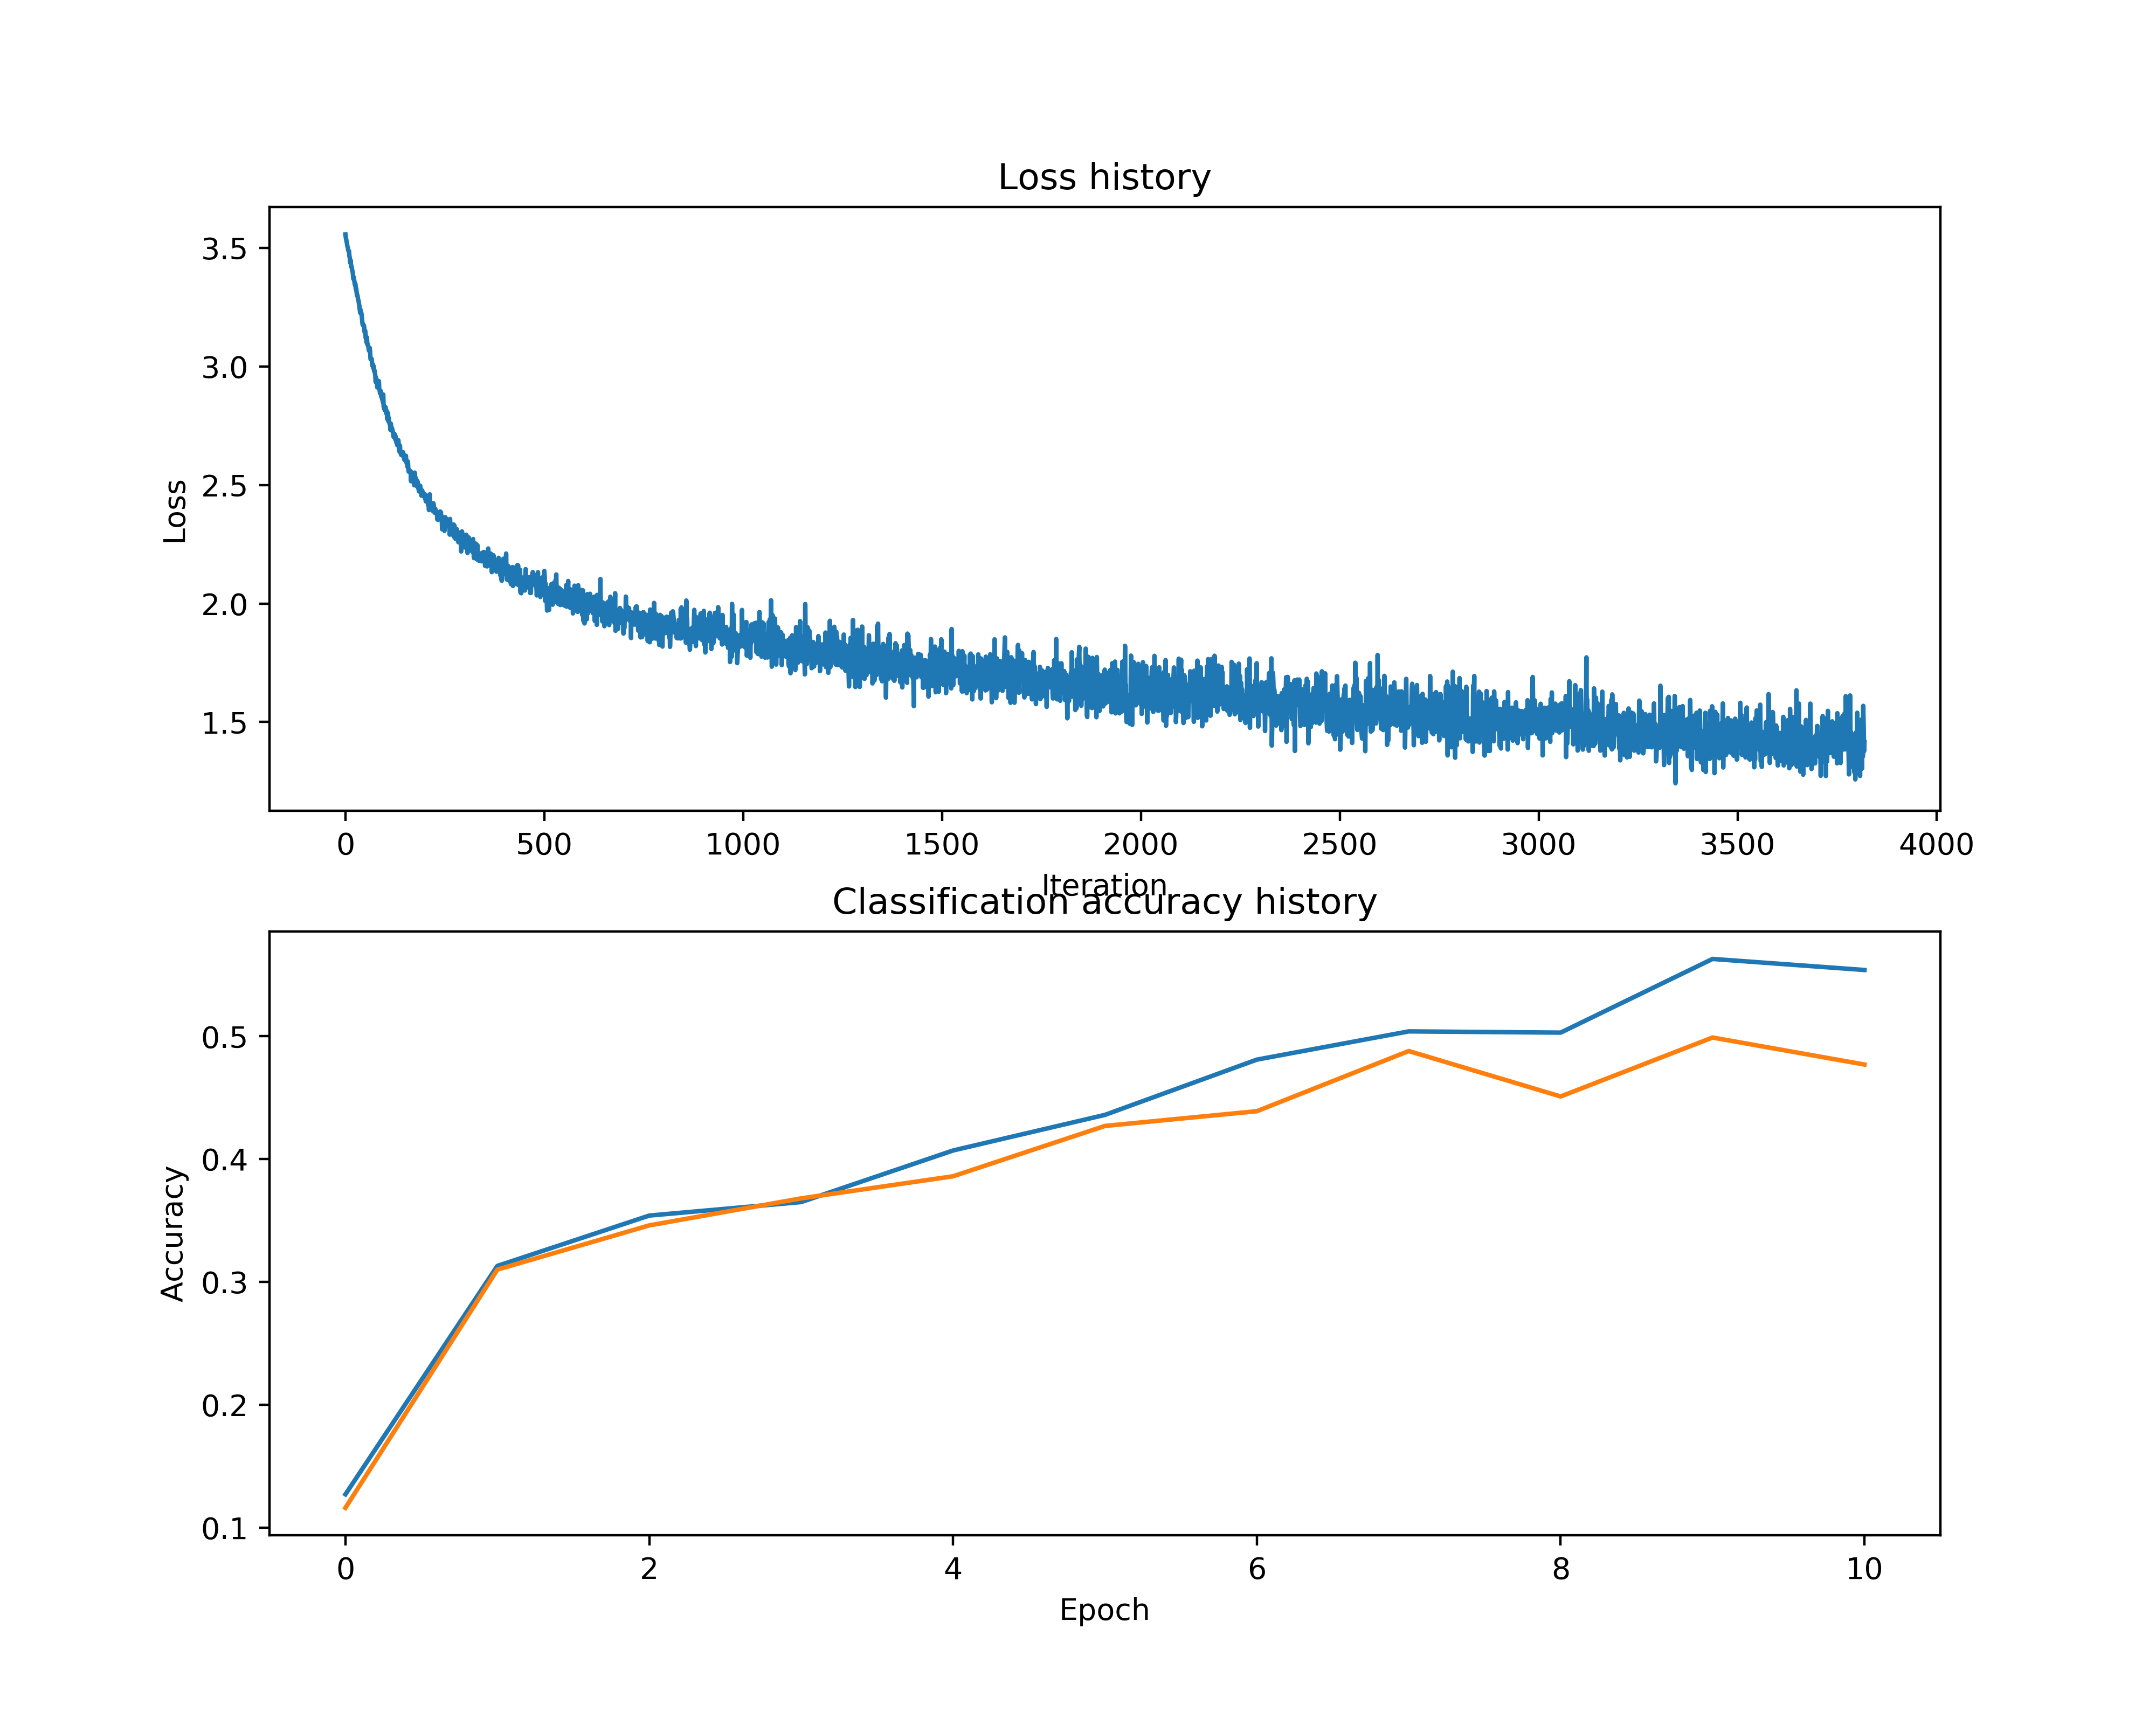 Loss history
3.5
3.0
2.5
2.0
1.5
Loss
0 500 1000 1500 2000 2500 3000 3500 4000
Iteration
Classification accuracy history
0.5
0.4
0.3
0.2
0.1
Accuracy
0 2 4 6 8 10
Epoch